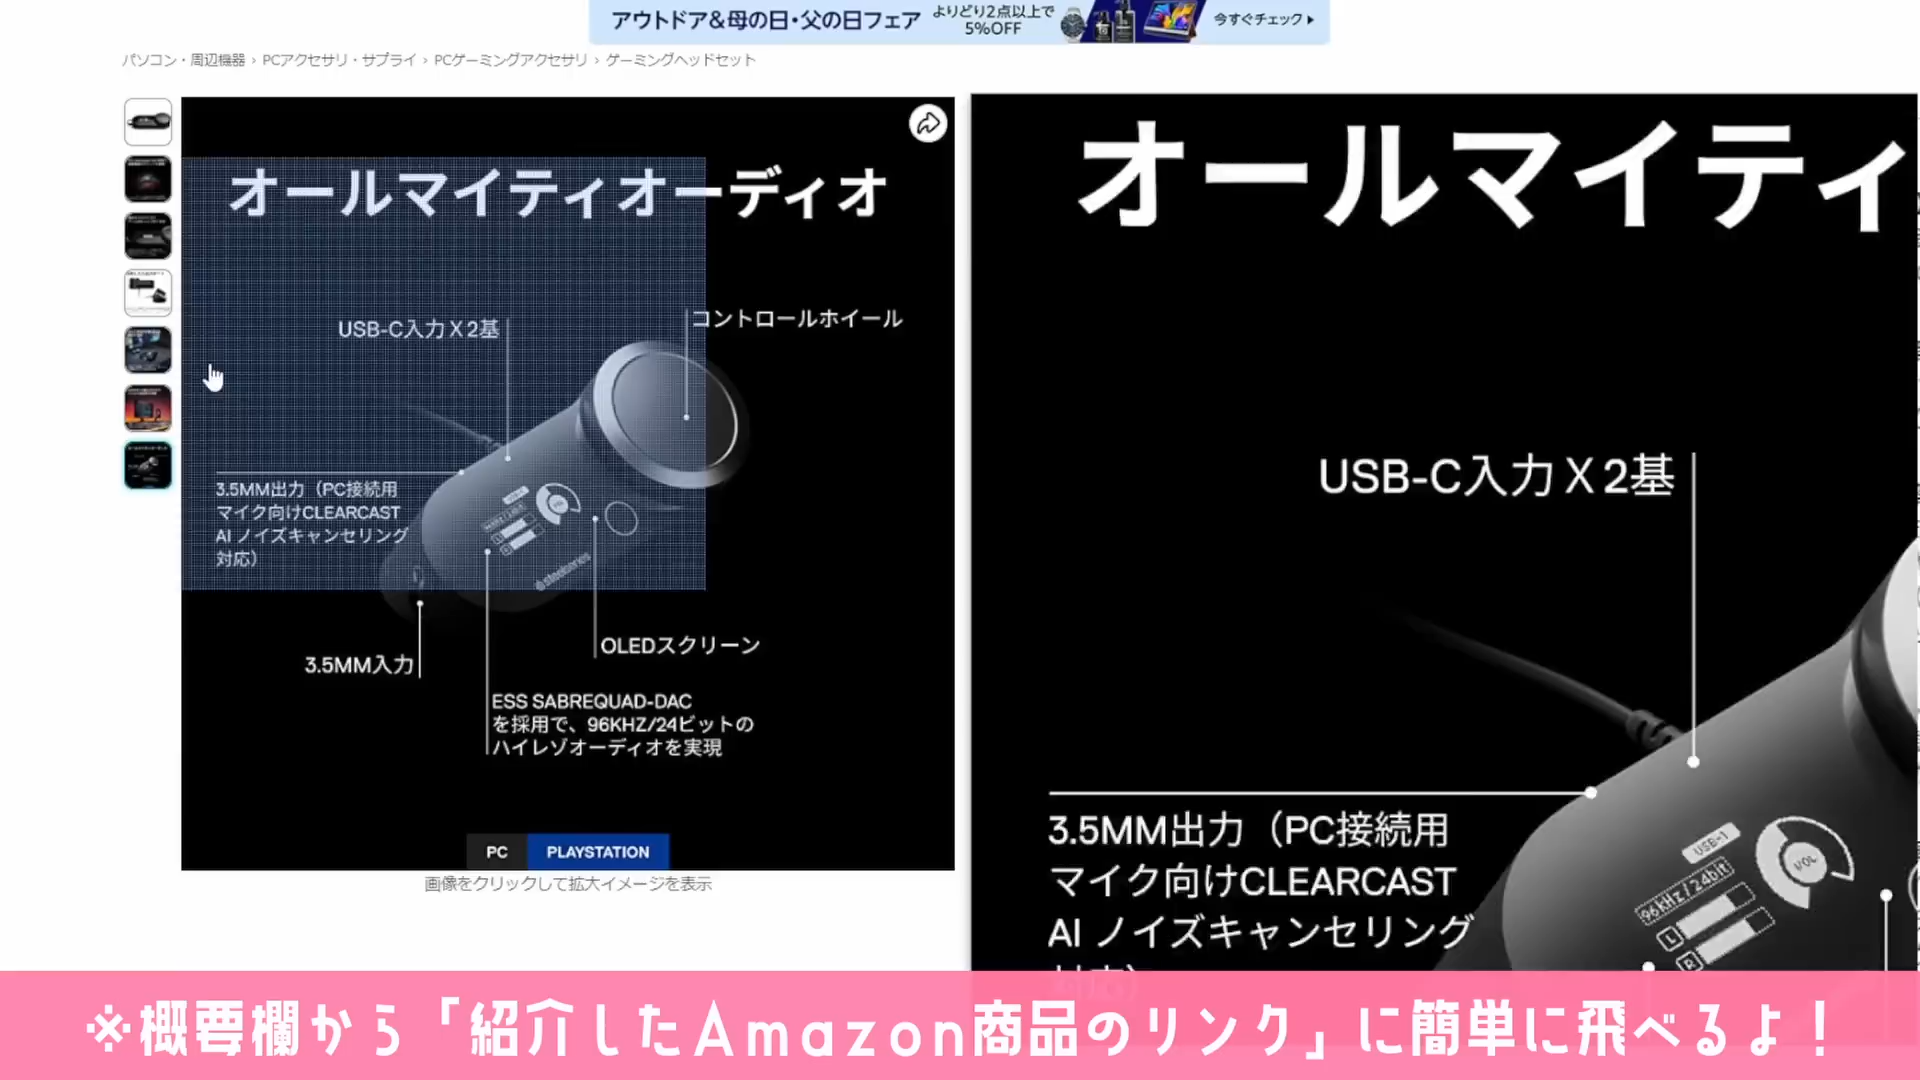 アウトドア&母の日・父の日フェア
よりどり2点以上で
5%OFF
今すぐチェック
パソコン・周辺機器 › PCアクセサリ・サプライ › PCゲーミングアクセサリ › ゲーミングヘッドセット
オールマイティオーディオ
USB-C入力 X 2基
コントロールホイール
3.5MM出力（PC接続用
マイク向けCLEARCAST
AI ノイズキャンセリング
対応）
steelseries
3.5MM入力
OLEDスクリーン
ESS SABREQUAD-DAC
を採用で、96KHZ/24ビットの
ハイレゾオーディオを実現
PC
PLAYSTATION
画像をクリックして拡大イメージを表示
オールマイティ
USB-C入力 X 2基
3.5MM出力（PC接続用
マイク向けCLEARCAST
AI ノイズキャンセリング
USB-1
96kHz/24bit
VOL
L
R
※概要欄から「紹介したAmazon商品のリンク」に簡単に飛べるよ！